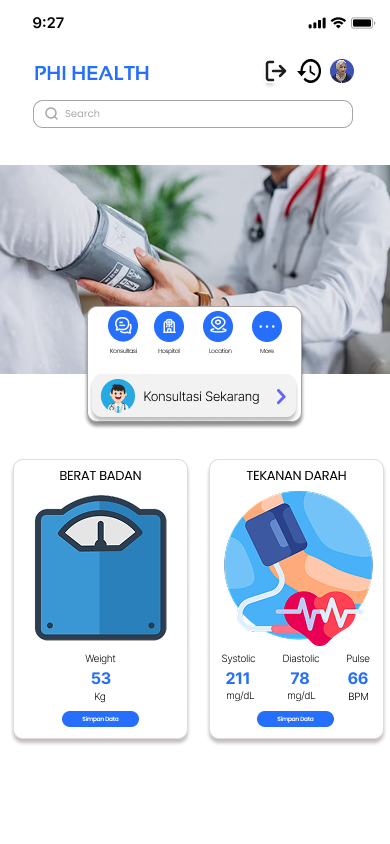 9:27
PHI HEALTH
Search
Konsultasi Hospital Location More
Konsultasi Sekarang
BERAT BADAN
Weight
53
Kg
Simpan Data
TEKANAN DARAH
Systolic Diastolic Pulse
211 78 66
mg/dL mg/dL BPM
Simpan Data